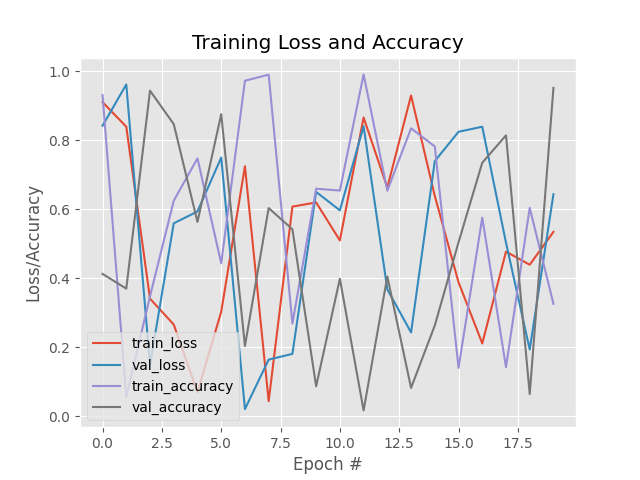 Training Loss and Accuracy
1.0
0.8
0.6
0.4
0.2
0.0
Loss/Accuracy
train_loss
val_loss
train_accuracy
val_accuracy
0.0 2.5 5.0 7.5 10.0 12.5 15.0 17.5
Epoch #